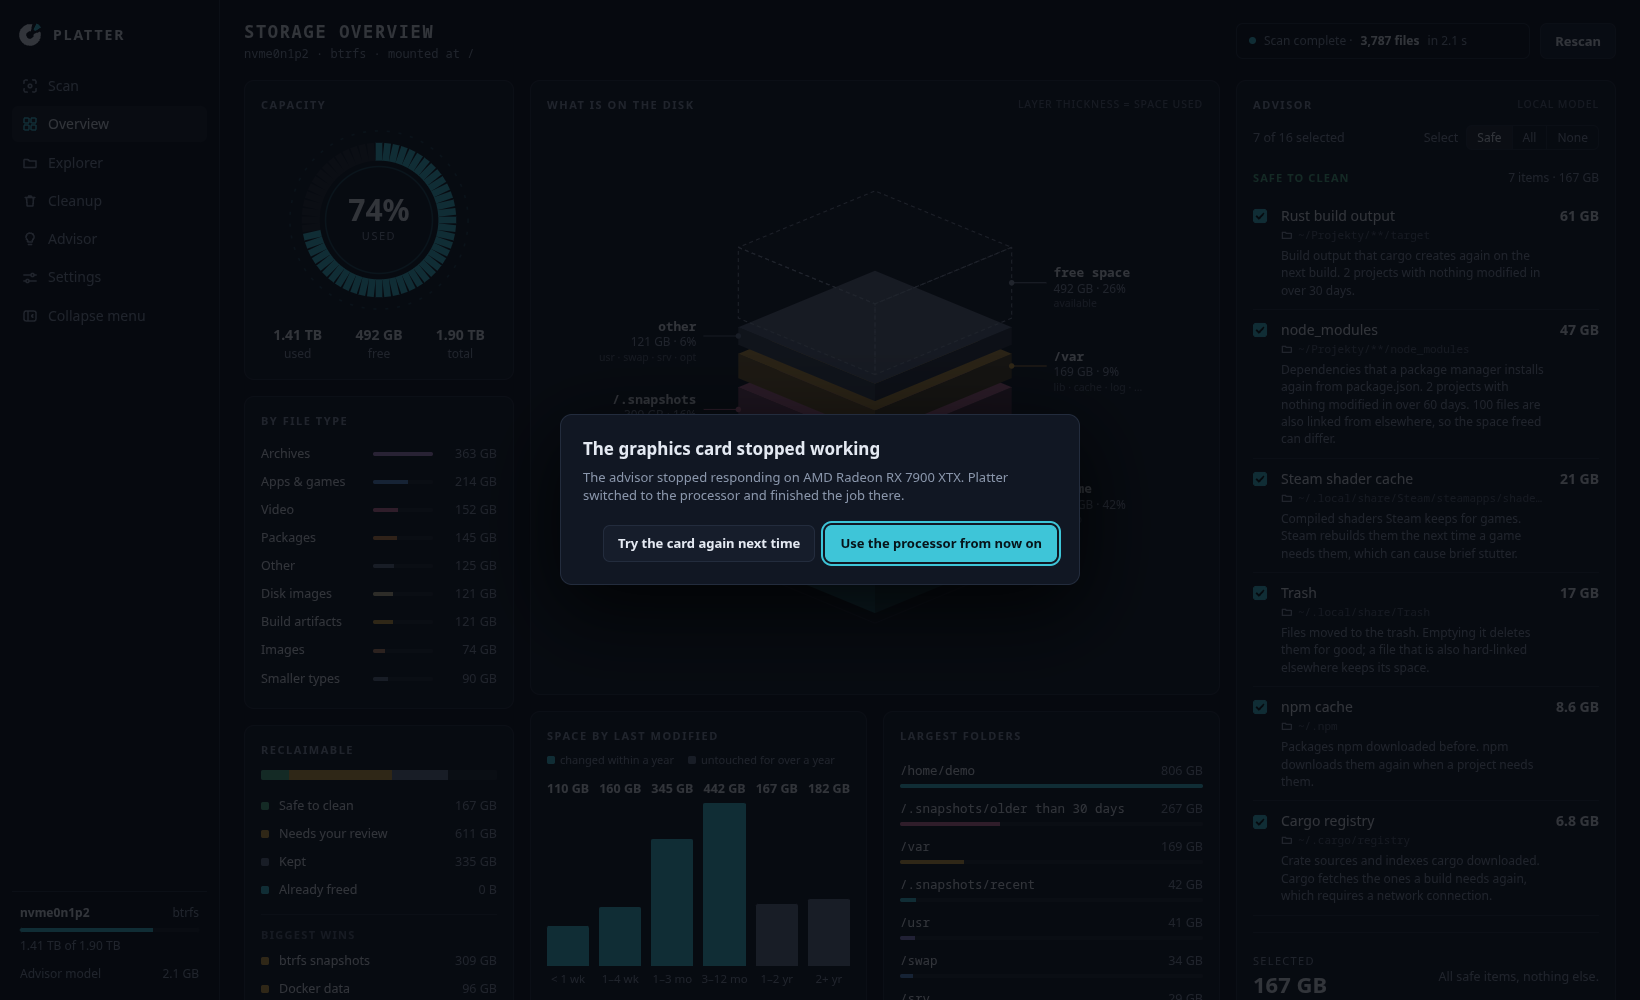 PLATTER
Scan
Overview
Explorer
Cleanup
Advisor
Settings
Collapse menu
nvme0n1p2 btrfs
1.41 TB of 1.90 TB
Advisor model 2.1 GB
STORAGE OVERVIEW
nvme0n1p2 · btrfs · mounted at /
Scan complete · 3,787 files in 2.1 s
Rescan
CAPACITY
74%
USED
1.41 TB 492 GB 1.90 TB
used free total
BY FILE TYPE
Archives 363 GB
Apps & games 214 GB
Video 152 GB
Packages 145 GB
Other 125 GB
Disk images 121 GB
Build artifacts 121 GB
Images 74 GB
Smaller types 90 GB
RECLAIMABLE
Safe to clean 167 GB
Needs your review 611 GB
Kept 335 GB
Already freed 0 B
BIGGEST WINS
btrfs snapshots 309 GB
Docker data 96 GB
WHAT IS ON THE DISK LAYER THICKNESS = SPACE USED
free space
492 GB · 26%
available
other
121 GB · 6%
usr · swap · srv · opt
/var
169 GB · 9%
lib · cache · log · …
/.snapshots
The graphics card stopped working
The advisor stopped responding on AMD Radeon RX 7900 XTX. Platter
switched to the processor and finished the job there.
Try the card again next time
Use the processor from now on
me
GB · 42%
SPACE BY LAST MODIFIED
changed within a year untouched for over a year
110 GB 160 GB 345 GB 442 GB 167 GB 182 GB
< 1 wk 1–4 wk 1–3 mo 3–12 mo 1–2 yr 2+ yr
LARGEST FOLDERS
/home/demo 806 GB
/.snapshots/older than 30 days 267 GB
/var 169 GB
/.snapshots/recent 42 GB
/usr 41 GB
/swap 34 GB
/srv 29 GB
ADVISOR LOCAL MODEL
7 of 16 selected Select Safe All None
SAFE TO CLEAN 7 items · 167 GB
Rust build output 61 GB
~/Projekty/**/target
Build output that cargo creates again on the
next build. 2 projects with nothing modified in
over 30 days.
node_modules 47 GB
~/Projekty/**/node_modules
Dependencies that a package manager installs
again from package.json. 2 projects with
nothing modified in over 60 days. 100 files are
also linked from elsewhere, so the space freed
can differ.
Steam shader cache 21 GB
~/.local/share/Steam/steamapps/shade…
Compiled shaders Steam keeps for games.
Steam rebuilds them the next time a game
needs them, which can cause brief stutter.
Trash 17 GB
~/.local/share/Trash
Files moved to the trash. Emptying it deletes
them for good; a file that is also hard-linked
elsewhere keeps its space.
npm cache 8.6 GB
~/.npm
Packages npm downloaded before. npm
downloads them again when a project needs
them.
Cargo registry 6.8 GB
~/.cargo/registry
Crate sources and indexes cargo downloaded.
Cargo fetches the ones a build needs again,
which requires a network connection.
SELECTED
167 GB All safe items, nothing else.